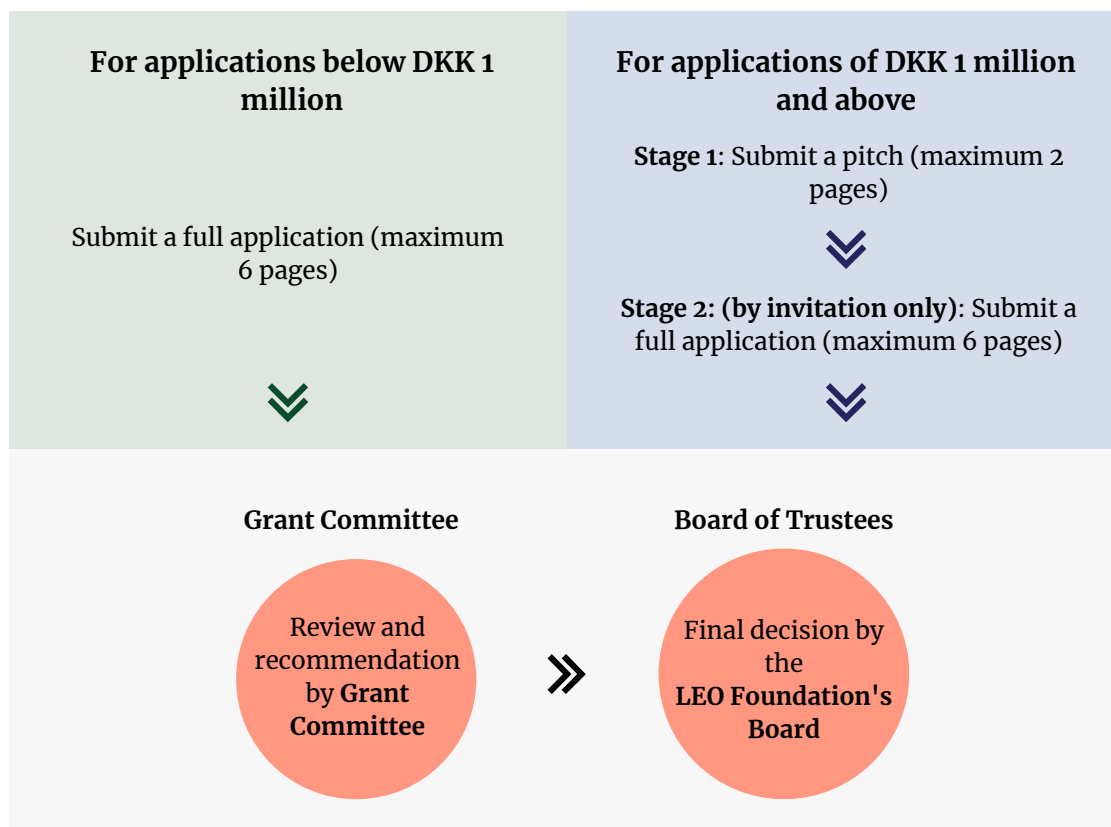 For applications below DKK 1
million
Submit a full application (maximum
6 pages)
For applications of DKK 1 million
and above
Stage 1: Submit a pitch (maximum 2
pages)
Stage 2: (by invitation only): Submit a
full application (maximum 6 pages)
Grant Committee
Review and
recommendation
by Grant
Committee
Board of Trustees
Final decision by
the
LEO Foundation's
Board